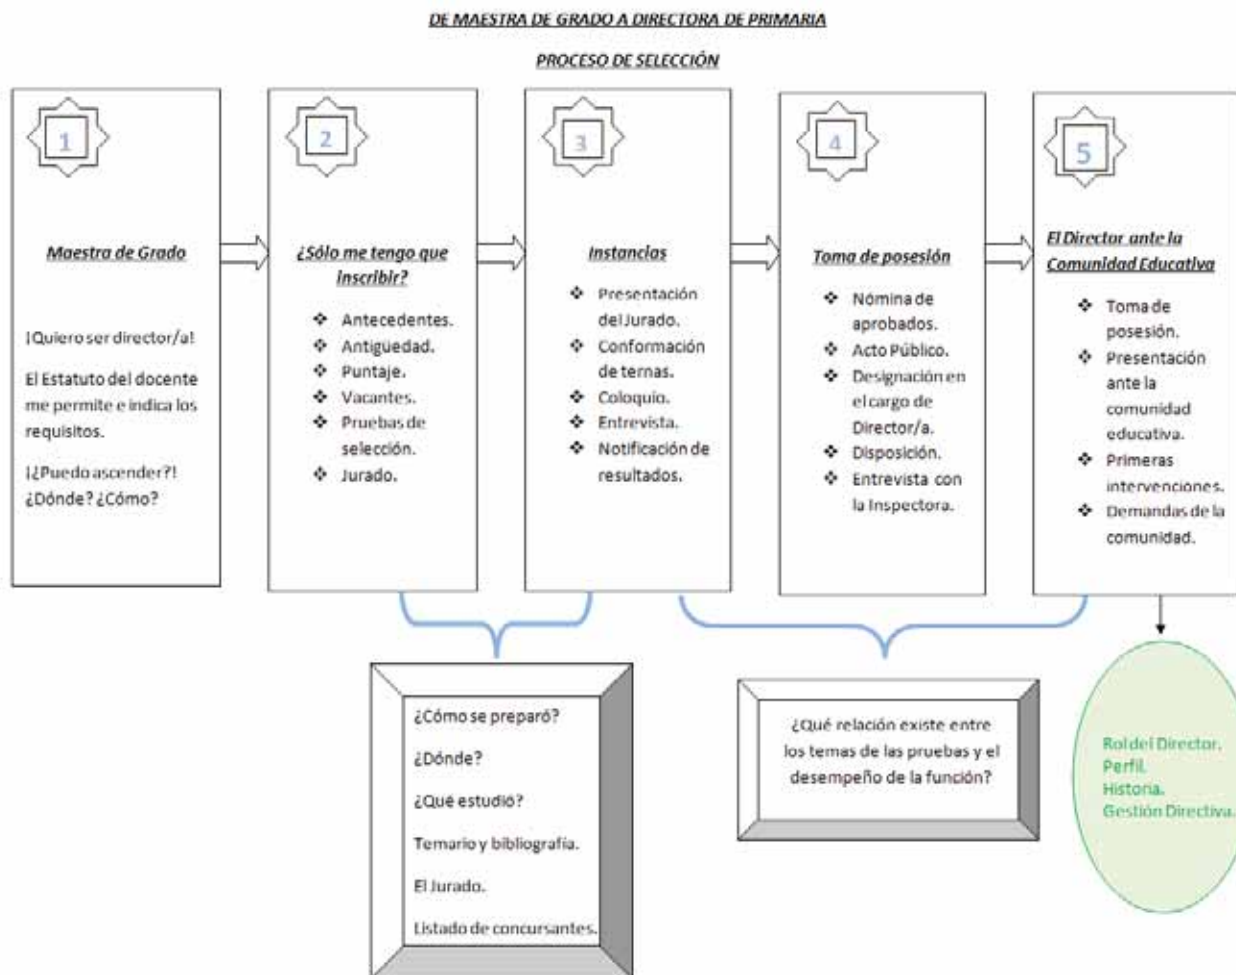 DE MAESTRA DE GRADO A DIRECTORA DE PRIMARIA
PROCESO DE SELECCIÓN
1
Maestra de Grado
¡Quiero ser director/a!
El Estatuto del docente
me permite e indica los
requisitos.
¡¿Puedo ascender?!
¿Dónde? ¿Cómo?
2
¿Sólo me tengo que
inscribir?
❖ Antecedentes.
❖ Antigüedad.
❖ Puntaje.
❖ Vacantes.
❖ Pruebas de
selección.
❖ Jurado.
3
Instancias
❖ Presentación
del Jurado.
❖ Conformación
de ternas.
❖ Coloquio.
❖ Entrevista.
❖ Notificación de
resultados.
4
Toma de posesión
❖ Nómina de
aprobados.
❖ Acto Público.
❖ Designación en
el cargo de
Director/a.
❖ Disposición.
❖ Entrevista con
la Inspectora.
5
El Director ante la
Comunidad Educativa
❖ Toma de
posesión.
❖ Presentación
ante la
comunidad
educativa.
❖ Primeras
intervenciones.
❖ Demandas de la
comunidad.
¿Cómo se preparó?
¿Dónde?
¿Qué estudió?
Temario y bibliografía.
El Jurado.
Listado de concursantes.
¿Qué relación existe entre
los temas de las pruebas y el
desempeño de la función?
Rol del Director.
Perfil.
Historia.
Gestión Directiva.